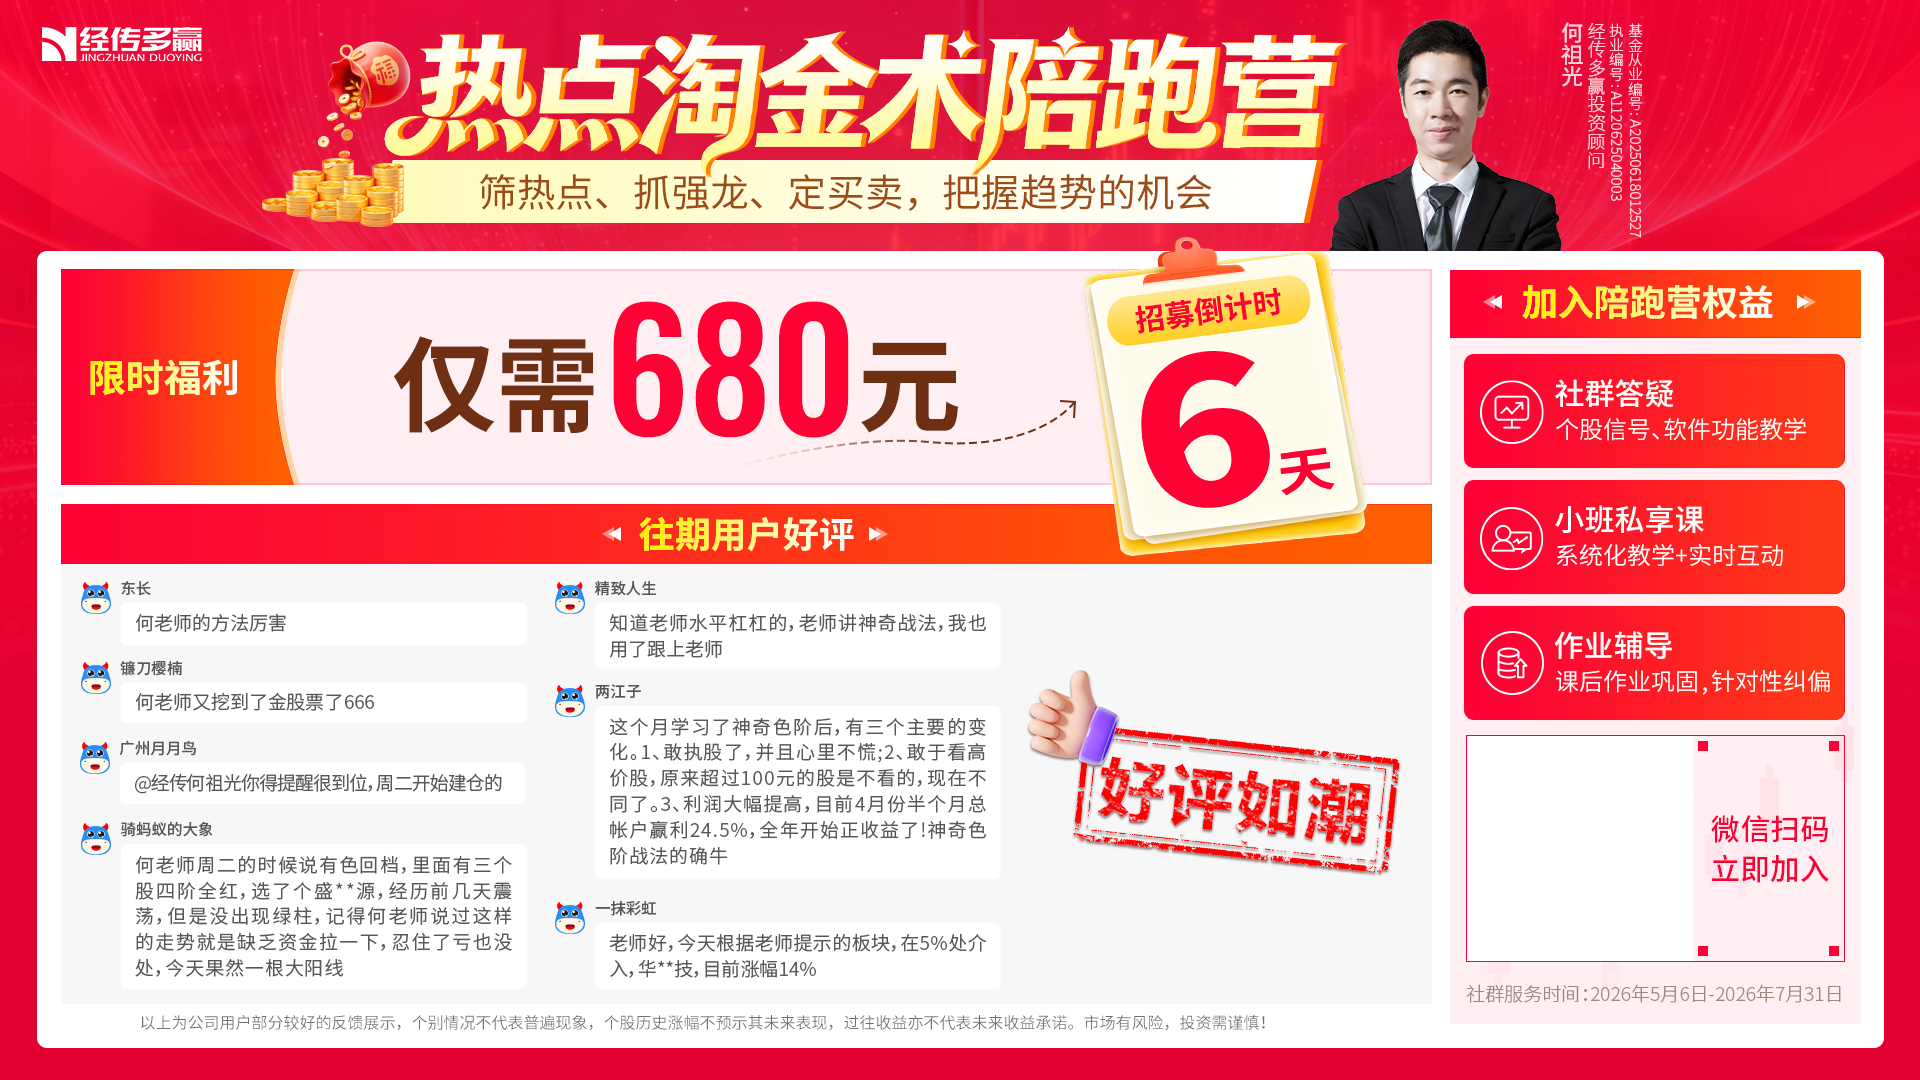 经传多赢
JINGZHUAN DUOYING
福
热点淘金术陪跑营
筛热点、抓强龙、定买卖，把握趋势的机会
何祖光
经传多赢投资顾问
执业编号：A1120625040003
基金从业编号：A20250618012527
限时福利
仅需680元
招募倒计时
6天
往期用户好评
东长
何老师的方法厉害
镰刀樱楠
何老师又挖到了金股票了666
广州月月鸟
@经传何祖光你得提醒很到位，周二开始建仓的
骑蚂蚁的大象
何老师周二的时候说有色回档，里面有三个
股四阶全红，选了个盛**源，经历前几天震
荡，但是没出现绿柱，记得何老师说过这样
的走势就是缺乏资金拉一下，忍住了亏也没
处，今天果然一根大阳线
精致人生
知道老师水平杠杠的，老师讲神奇战法，我也
用了跟上老师
两江子
这个月学习了神奇色阶后，有三个主要的变
化。1、敢执股了，并且心里不慌;2、敢于看高
价股，原来超过100元的股是不看的，现在不
同了。3、利润大幅提高，目前4月份半个月总
帐户赢利24.5%，全年开始正收益了!神奇色
阶战法的确牛
一抹彩虹
老师好，今天根据老师提示的板块，在5%处介
入，华**技，目前涨幅14%
好评如潮
以上为公司用户部分较好的反馈展示，个别情况不代表普遍现象，个股历史涨幅不预示其未来表现，过往收益亦不代表未来收益承诺。市场有风险，投资需谨慎！
加入陪跑营权益
社群答疑
个股信号、软件功能教学
小班私享课
系统化教学+实时互动
作业辅导
课后作业巩固，针对性纠偏
微信扫码
立即加入
社群服务时间：2026年5月6日-2026年7月31日